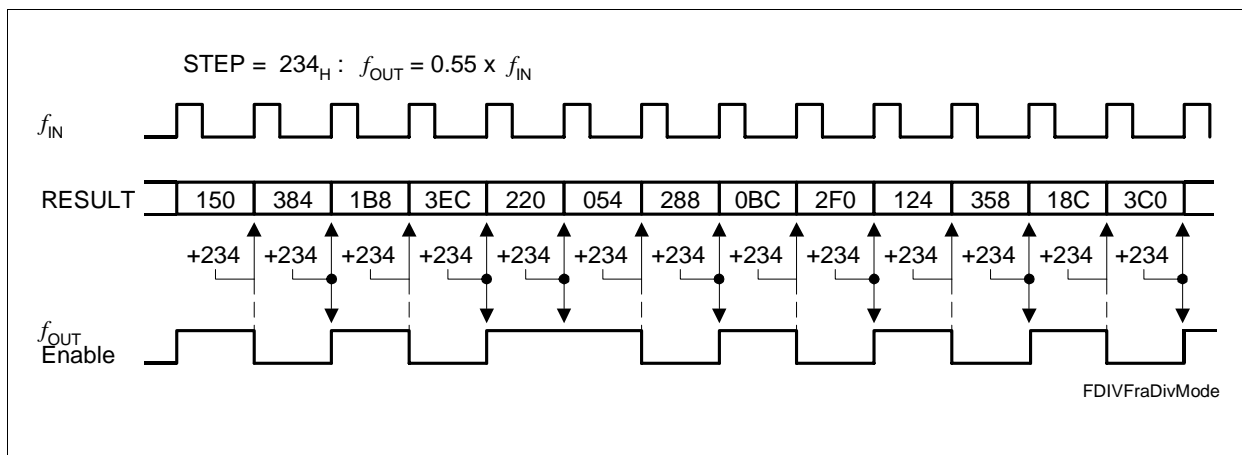 STEP = 234H : fOUT = 0.55 x fIN
fIN
RESULT 150 384 1B8 3EC 220 054 288 0BC 2F0 124 358 18C 3C0
+234 +234 +234 +234 +234 +234 +234 +234 +234 +234 +234 +234 +234
fOUT
Enable
FDIVFraDivMode